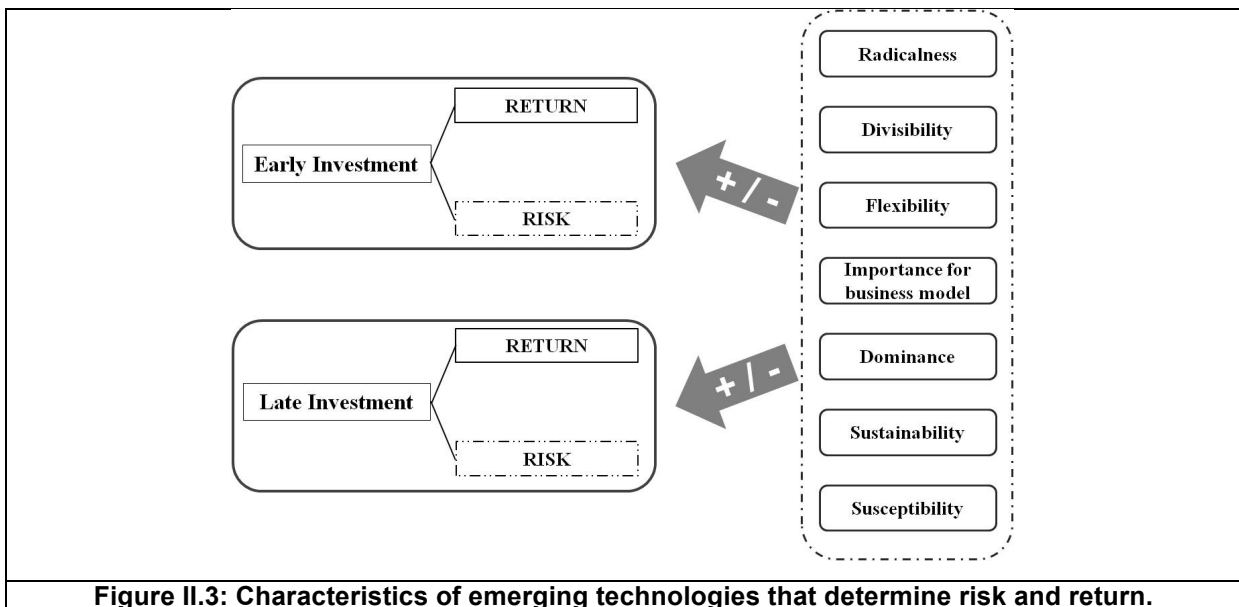 RETURN
Early Investment
RISK
+ / -
RETURN
Late Investment
RISK
+ / -
Radicalness
Divisibility
Flexibility
Importance for
business model
Dominance
Sustainability
Susceptibility
Figure II.3: Characteristics of emerging technologies that determine risk and return.